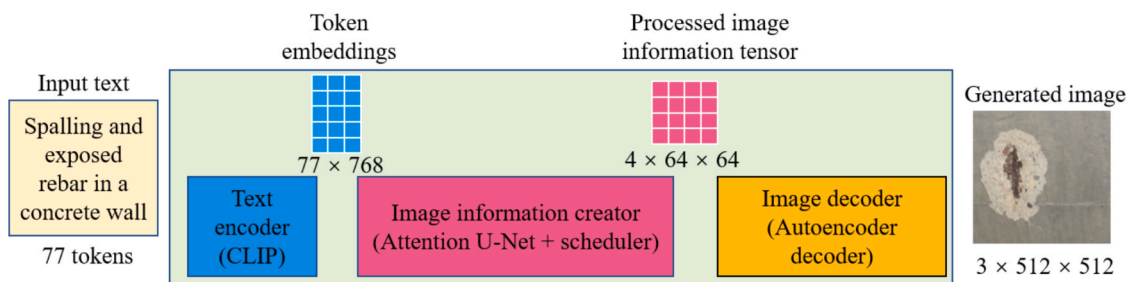 Token
embeddings
Processed image
information tensor
Input text
Generated image
Spalling and
exposed
rebar in a
concrete wall
77 × 768
4 × 64 × 64
Text
encoder
(CLIP)
Image information creator
(Attention U-Net + scheduler)
Image decoder
(Autoencoder
decoder)
77 tokens
3 × 512 × 512